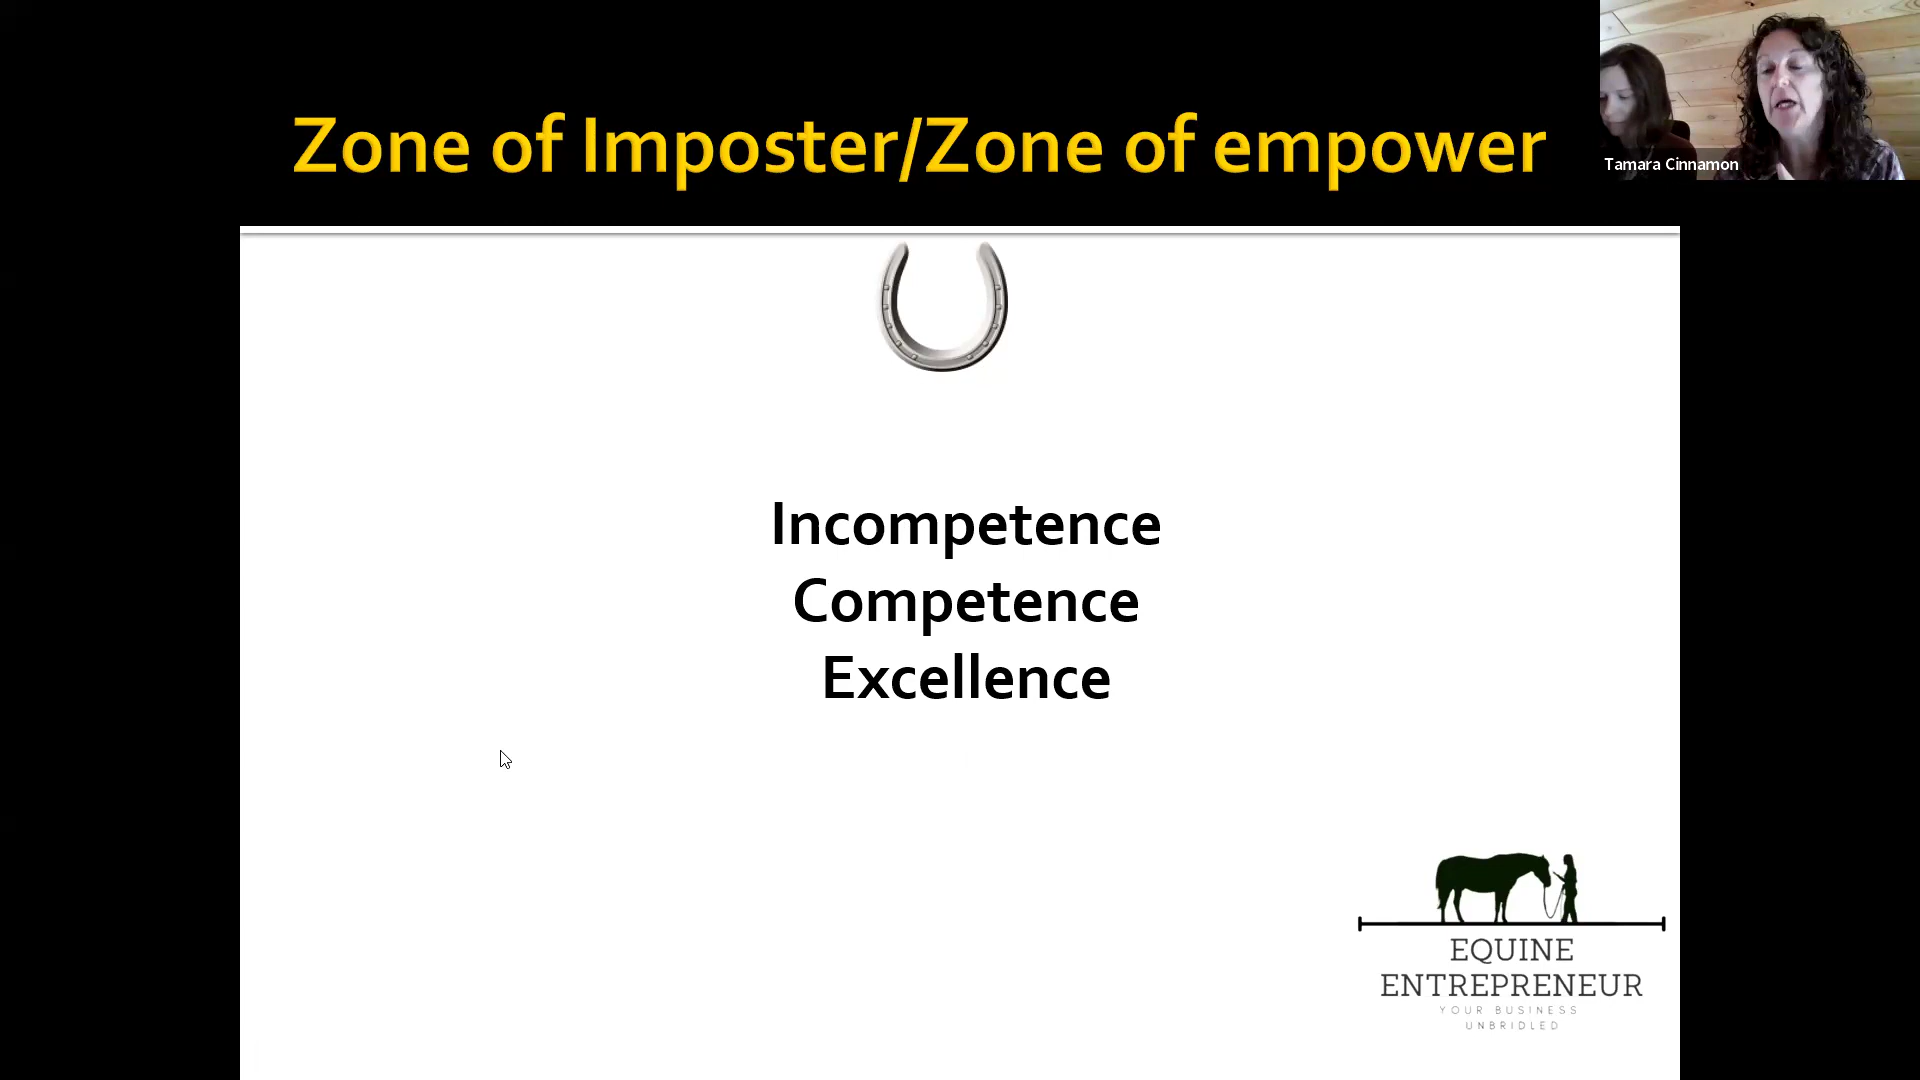 Zone of Imposter/Zone of empower
Tamara Cinnamon
Incompetence
Competence
Excellence
EQUINE
ENTREPRENEUR
YOUR BUSINESS
UNBRIDLED